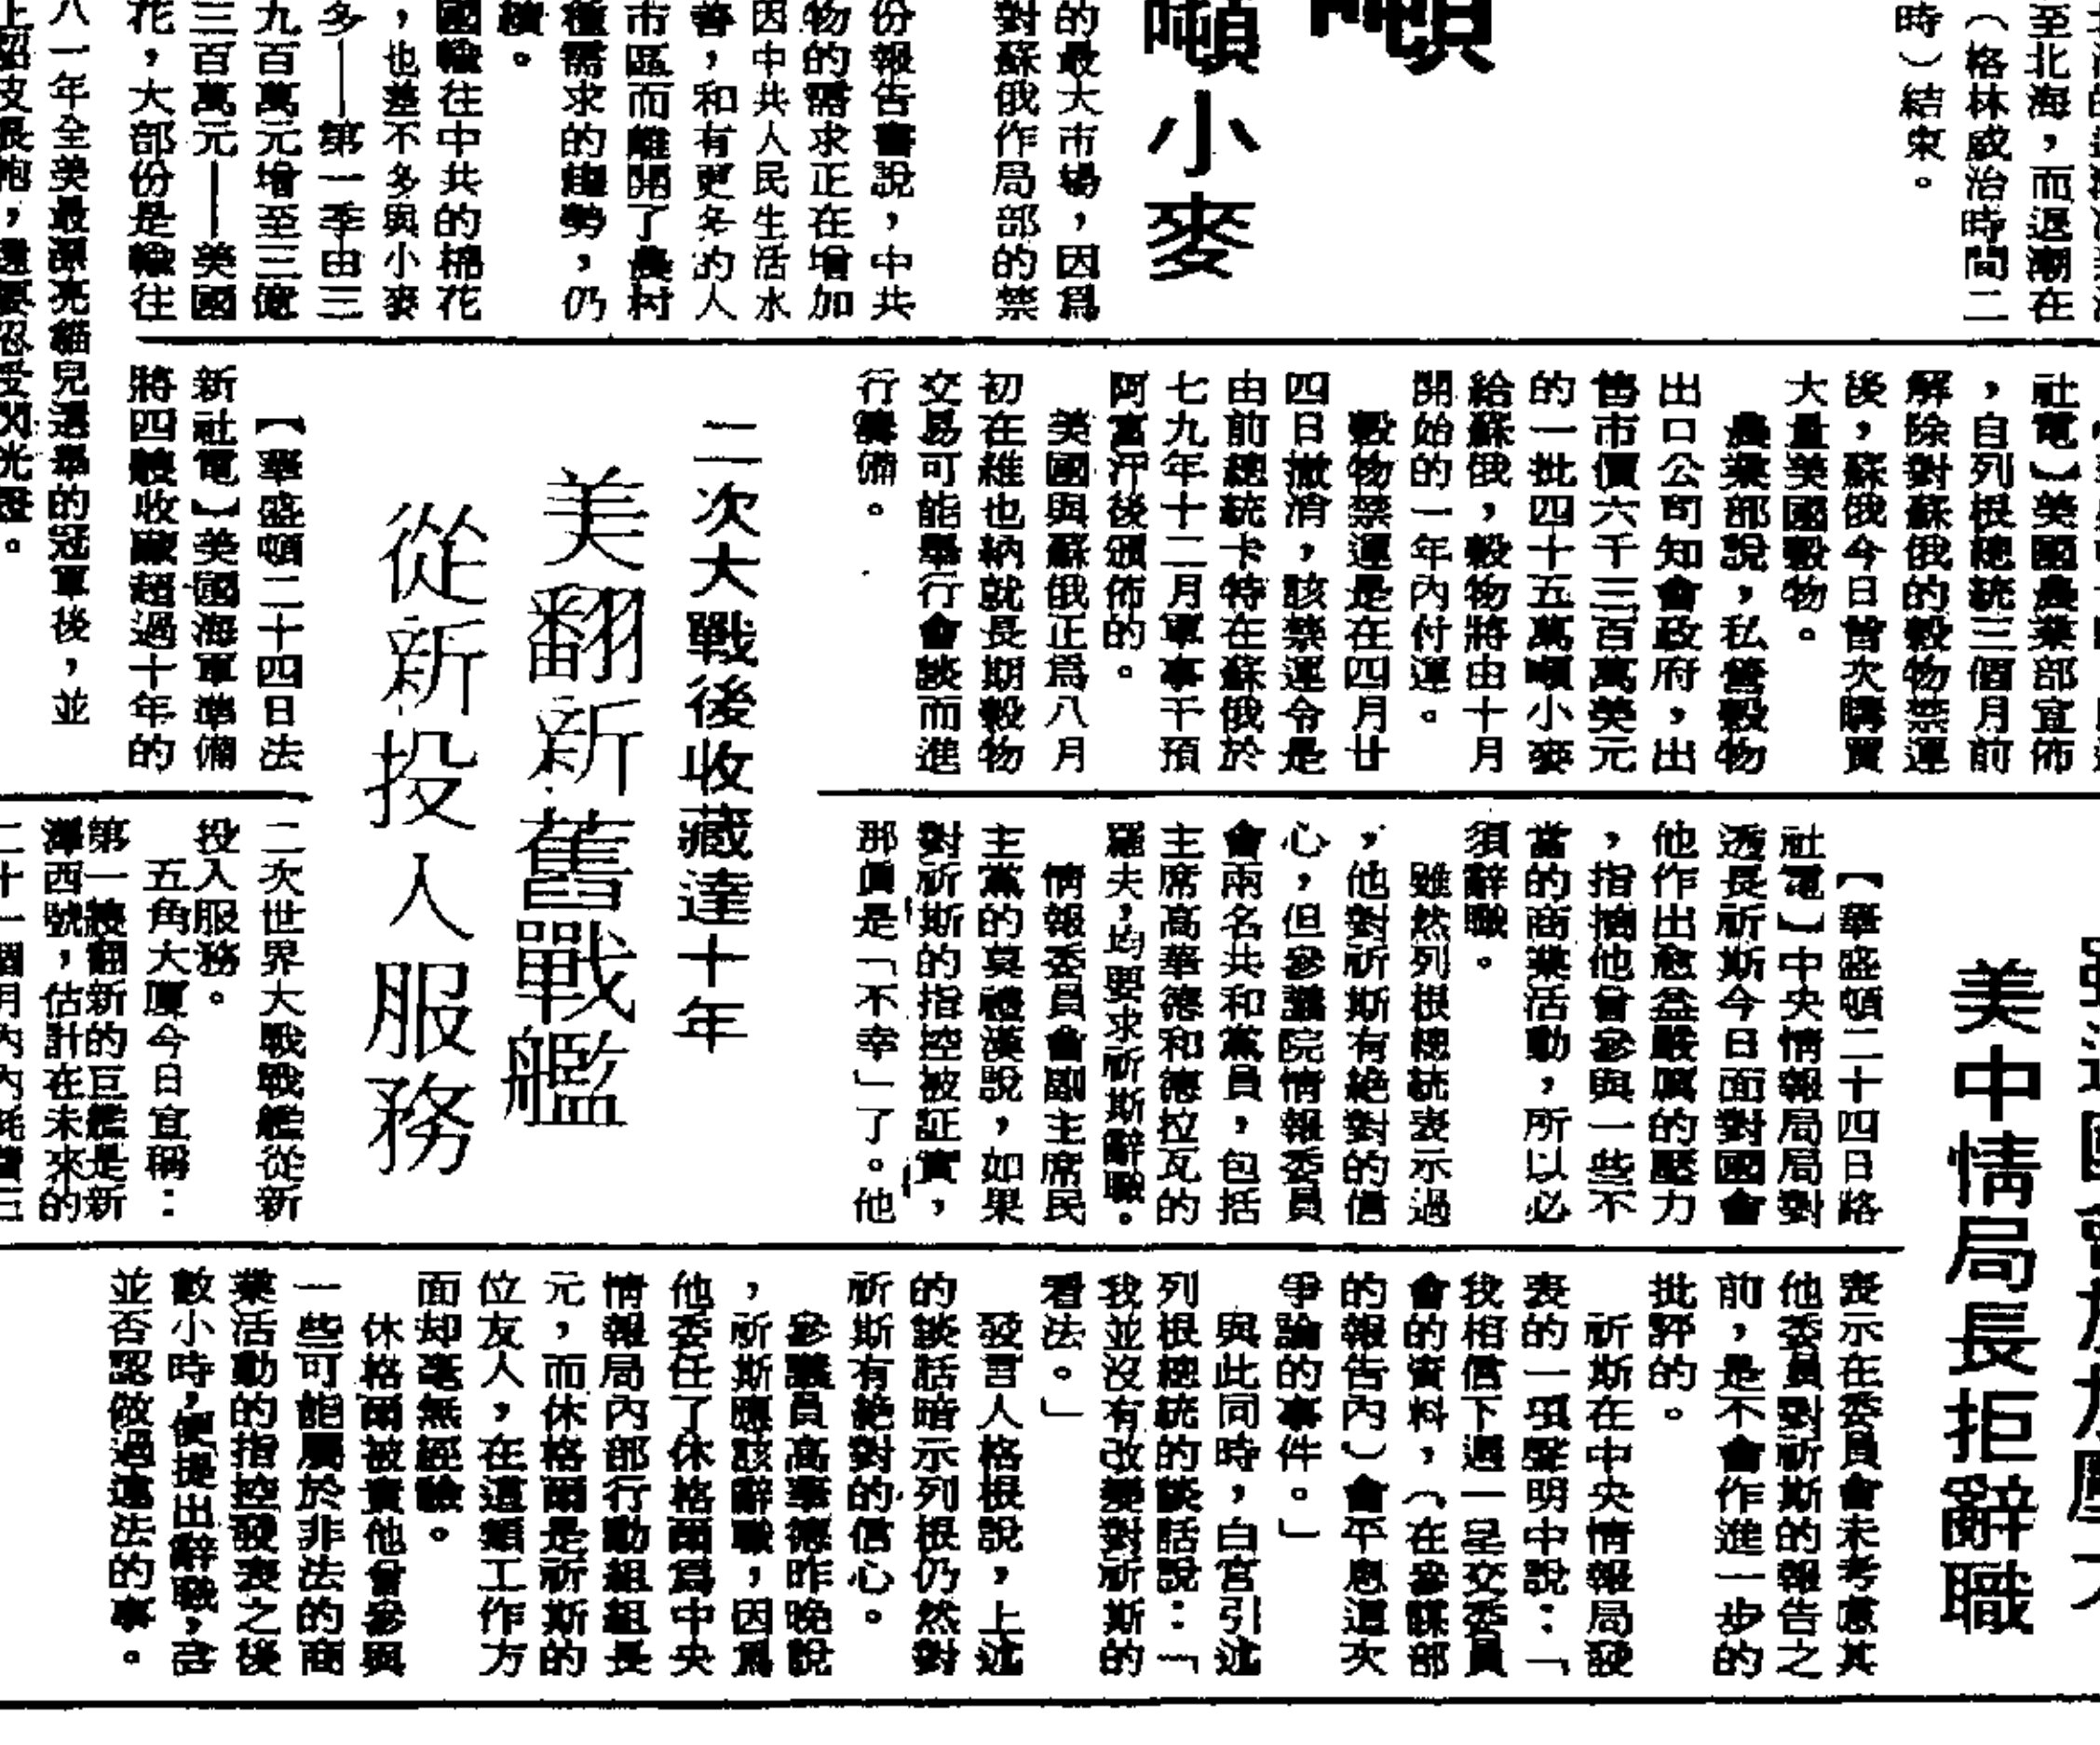 至北海，而退潮在
（格林威治時間二
時）結束。
噸小麥
的最大市場，因爲
對蘇俄作局部的禁
份報告書說，中共
物的需求正在增加
因中共人民生活水
善，和有更多的人
市區而離開了農村
種需求的趨勢，仍
續。
國輸往中共的棉花
，也差不多與小麥
多——第一季由三
九百萬元增至三億
三百萬元——美國
花，大部份是輸往
社電】美國農業部宣佈
，自列根總統三個月前
解除對蘇俄的穀物禁運
後，蘇俄今日首次購買
大量美國穀物。
農業部說，私營穀物
出口公司知會政府，出
售市價六千三百萬美元
的一批四十五萬噸小麥
給蘇俄，穀物將由十月
開始的一年內付運。
穀物禁運是在四月廿
四日撤消，該禁運令是
由前總統卡特在蘇俄於
七九年十二月軍事干預
阿富汗後頒佈的。
美國與蘇俄正爲八月
初在維也納就長期穀物
交易可能舉行會談而進
行籌備。
二次大戰後收藏達十年
美翻新舊戰艦
從新投入服務
【華盛頓二十四日法
新社電】美國海軍準備
將四艘收藏超過十年的
二次世界大戰戰艦從新
投入服務。
五角大厦今日宣稱：
第一艘翻新的巨艦是新
澤西號，估計在未來的
八一年全美最漂亮貓兒選舉的冠軍後，並
美中情局長拒辭職
【華盛頓二十四日路
社電】中央情報局局對
透長祈斯今日面對國會
他作出愈益嚴厲的壓力
，指摘他會參與一些不
當的商業活動，所以必
須辭職。
雖然列根總統表示過
，他對祈斯有絕對的信
心，但參議院情報委員
會兩名共和黨員，包括
主席高華德和德拉瓦的
羅夫，均要求祈斯辭職。
情報委員會副主席民
主黨的莫禮漢說，如果
對祈斯的指控被証實，
那眞是「不幸」了。他
表示在委員會未考慮其
他委員對祈斯的報告之
前，是不會作進一步的
批評的。
祈斯在中央情報局發
表的一項聲明中說：「
我相信下週一呈交委員
會的資料，（在參謀部
的報告內）會平息這次
爭論的事件。」
與此同時，白宮引述
列根總統的談話說：「
我並沒有改變對祈斯的
看法。」
發言人格根說，上述
的談話暗示列根仍然對
祈斯有絕對的信心。
參議員高華德昨晚說
，祈斯應該辭職，因爲
他委任了休格爾爲中央
情報局內部行動組組長
元，而休格爾是祈斯的
位友人，在這類工作方
面却毫無經驗。
休格爾被責他會參與
一些可能屬於非法的商
業活動的指控發表之後
數小時，便提出辭職，
並否認做過違法的事。